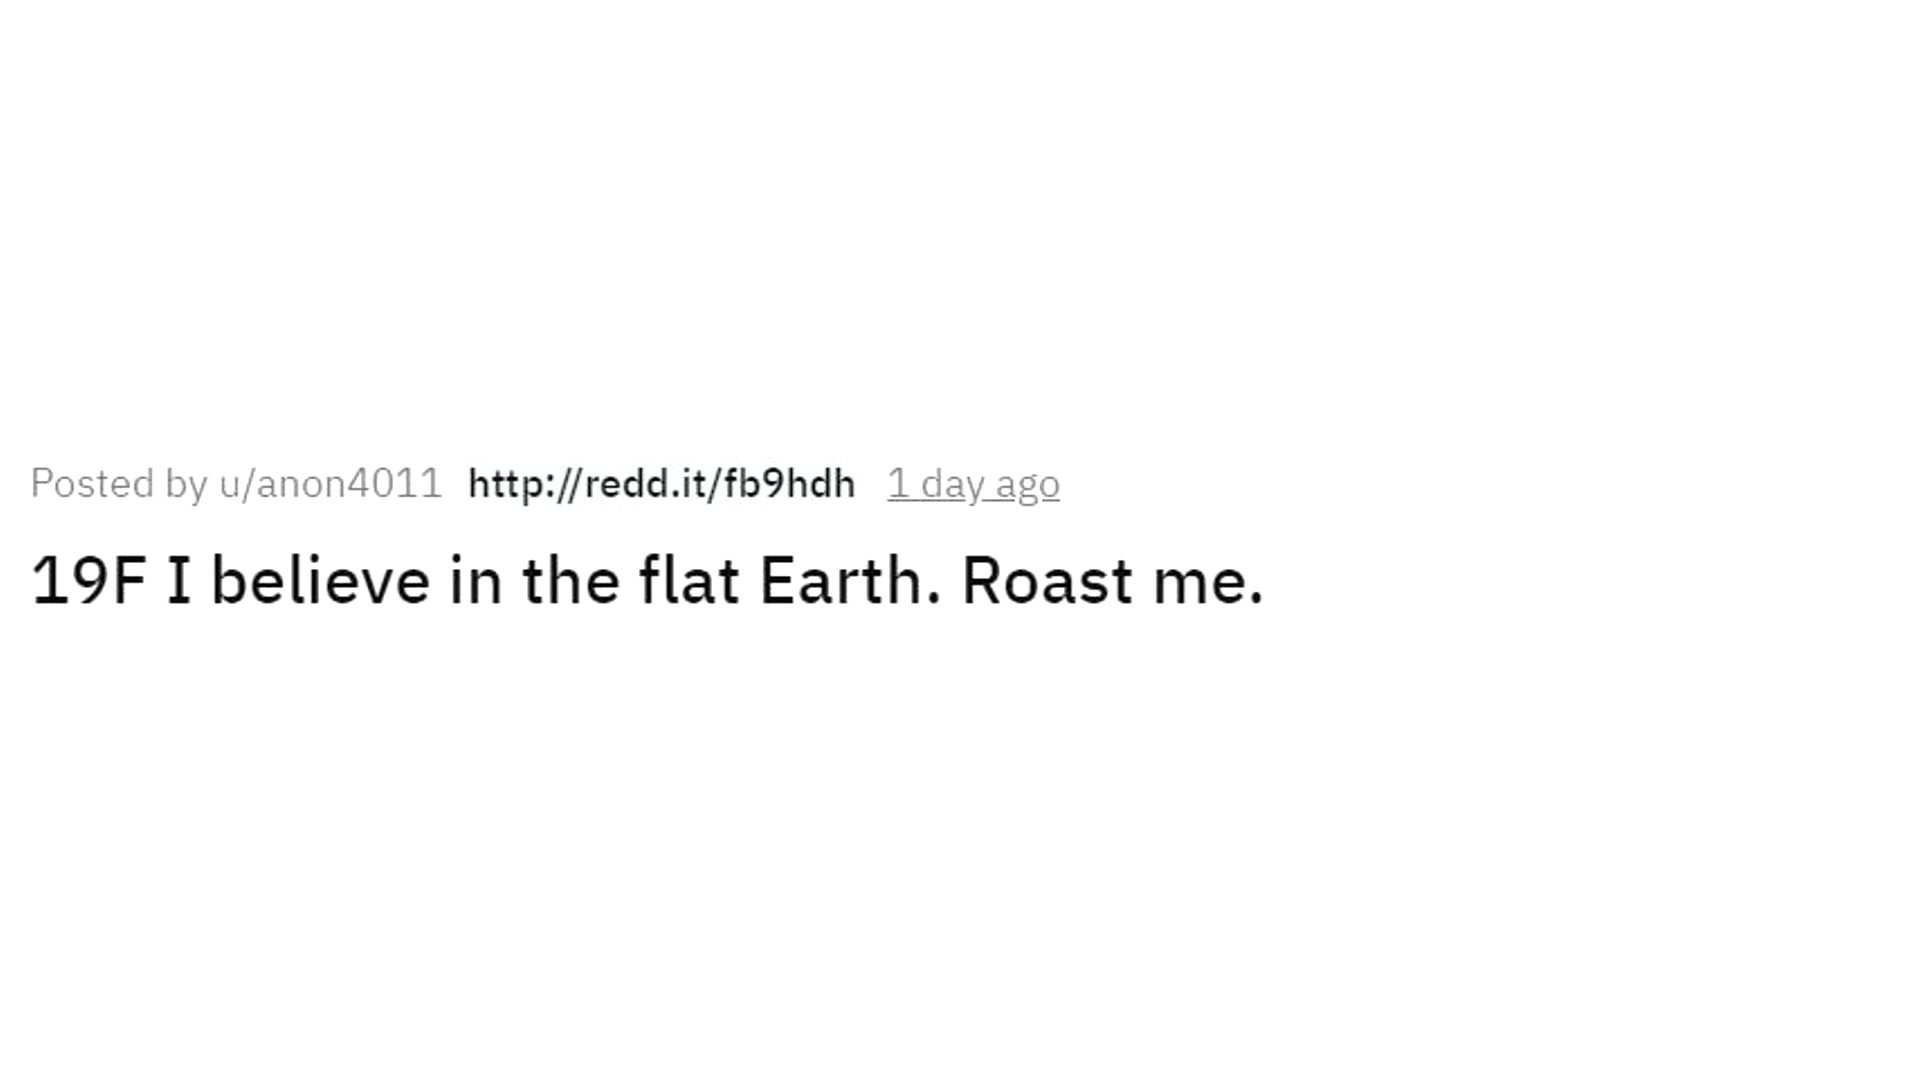 Posted by u/anon4011 http://redd.it/fb9hdh 1 day ago
19F I believe in the flat Earth. Roast me.